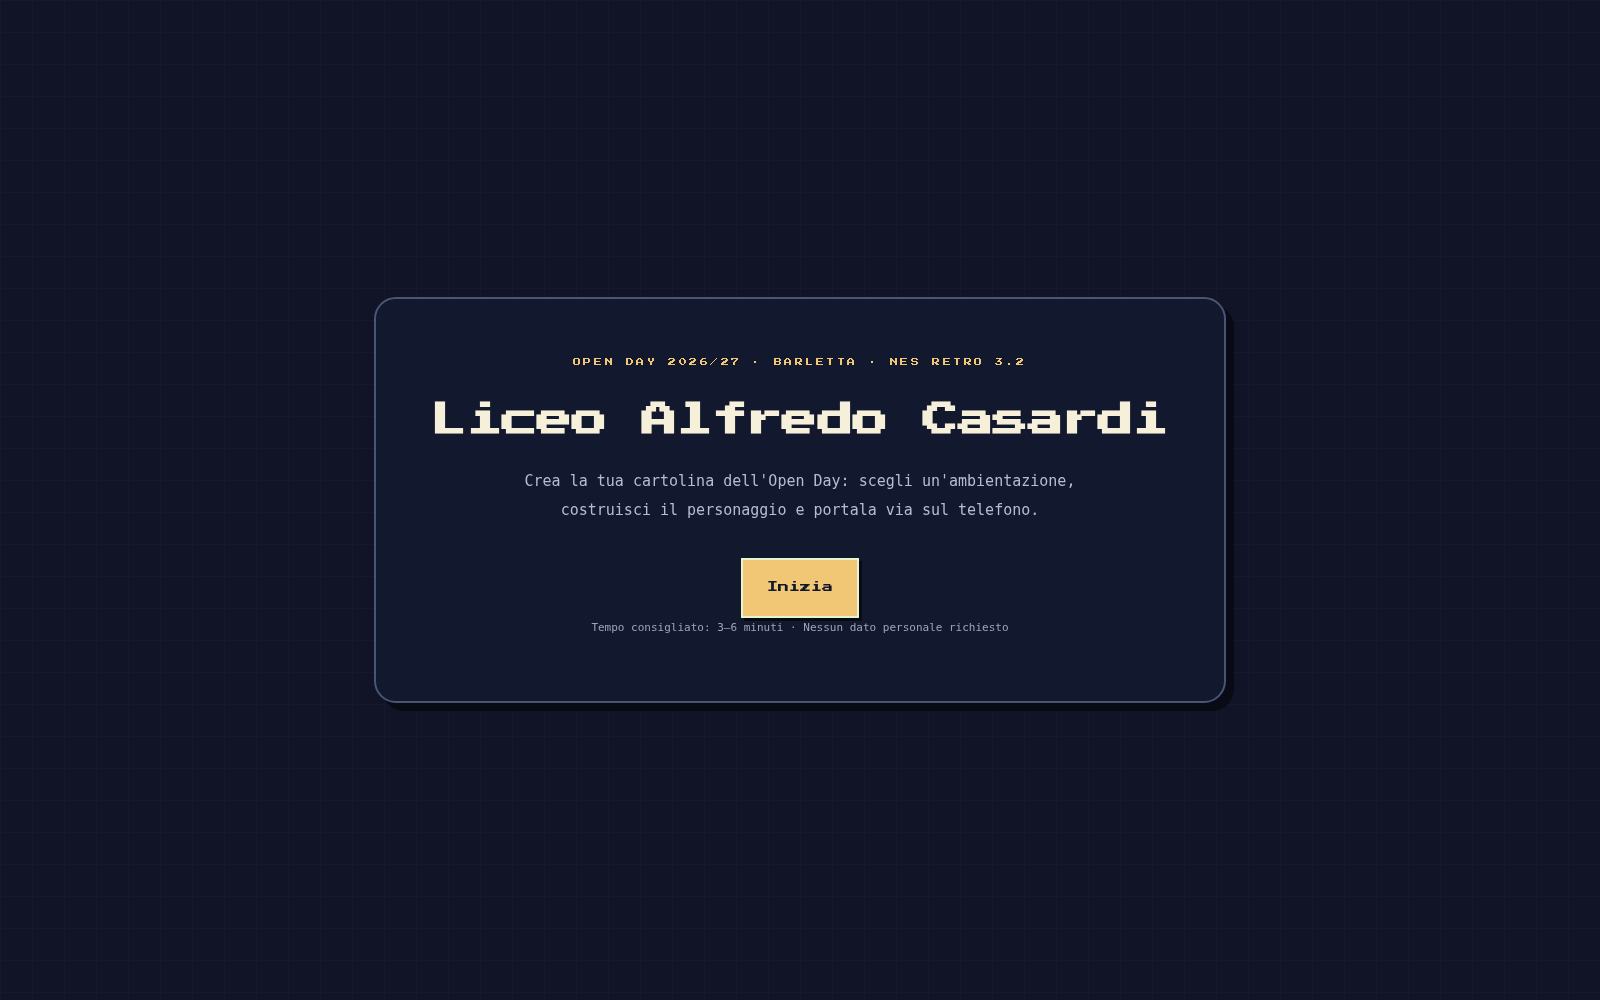 OPEN DAY 2026/27 · BARLETTA · NES RETRO 3.2
Liceo Alfredo Casardi
Crea la tua cartolina dell'Open Day: scegli un'ambientazione,
costruisci il personaggio e portala via sul telefono.
Inizia
Tempo consigliato: 3–6 minuti · Nessun dato personale richiesto